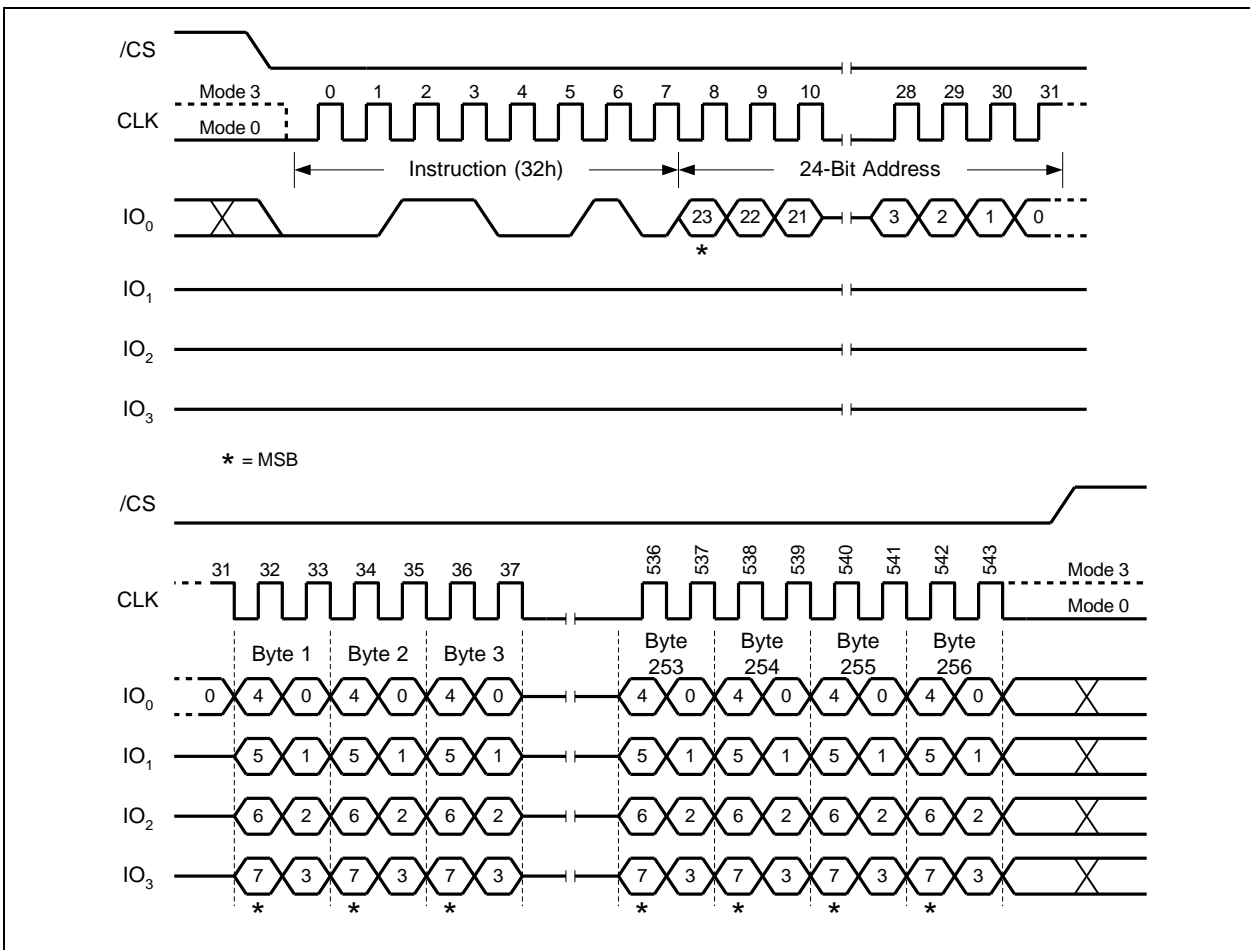 /CS
Mode 3 0 1 2 3 4 5 6 7 8 9 10 28 29 30 31
CLK
Mode 0
Instruction (32h) 24-Bit Address
IO0 23 22 21 3 2 1 0
*
IO1
IO2
IO3
* = MSB
/CS
31 32 33 34 35 36 37 536 537 538 539 540 541 542 543 Mode 3
CLK
Mode 0
Byte 1 Byte 2 Byte 3 Byte 253 Byte 254 Byte 255 Byte 256
IO0 0 4 0 4 0 4 0 4 0 4 0 4 0 4 0
IO1 5 1 5 1 5 1 5 1 5 1 5 1 5 1
IO2 6 2 6 2 6 2 6 2 6 2 6 2 6 2
IO3 7 3 7 3 7 3 7 3 7 3 7 3 7 3
* * * * * * *